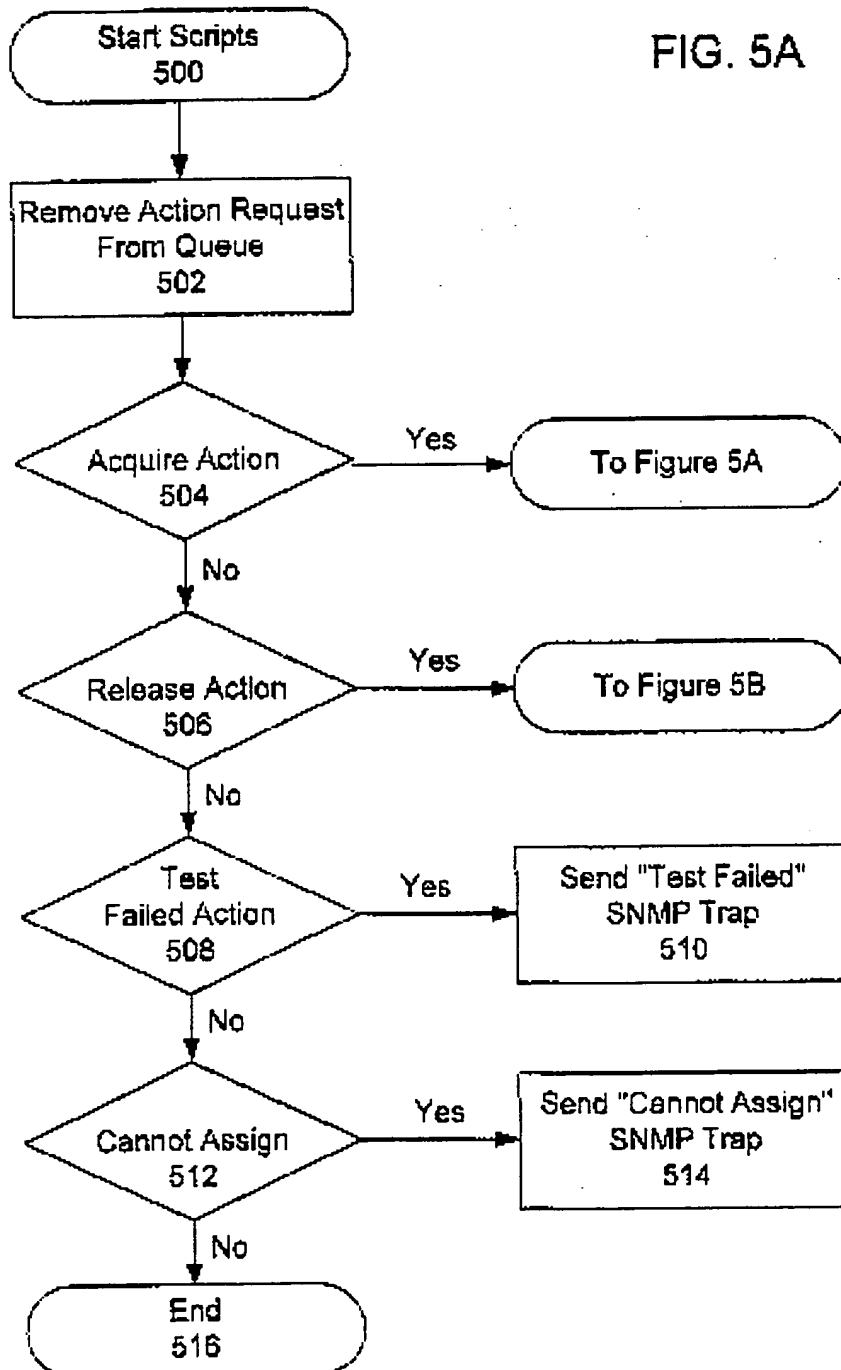 FIG. 5A
Start Scripts
500
Remove Action Request
From Queue
502
Acquire Action
504
Yes
To Figure 5A
No
Release Action
506
Yes
To Figure 5B
No
Test
Failed Action
508
Yes
Send "Test Failed"
SNMP Trap
510
No
Cannot Assign
512
Yes
Send "Cannot Assign"
SNMP Trap
514
No
End
516